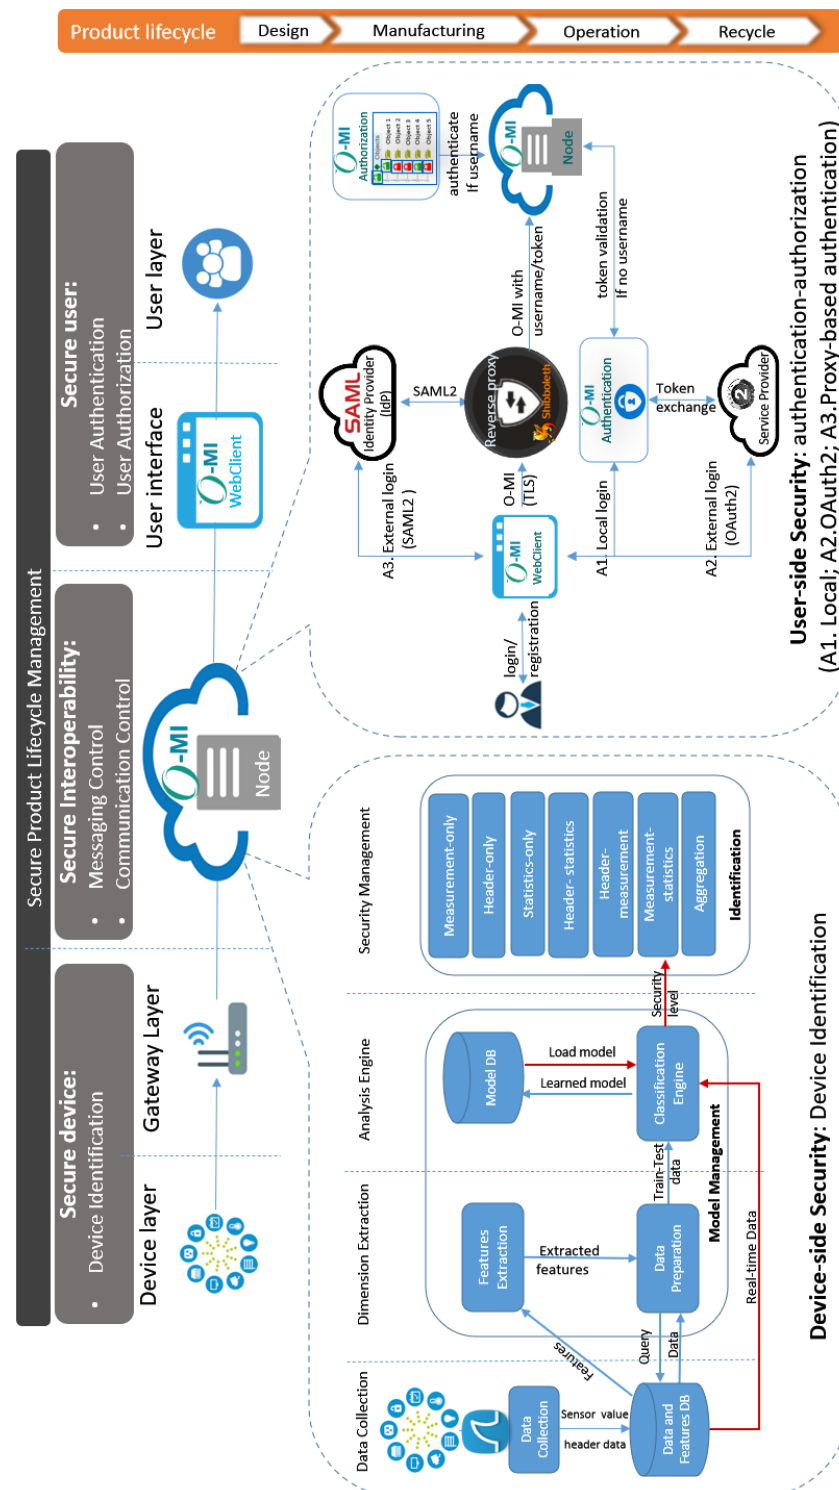 Product lifecycle
Design
Manufacturing
Operation
Recycle
Secure Product Lifecycle Management
Secure device:
• Device Identification
Secure Interoperability:
• Messaging Control
• Communication Control
Secure user:
• User Authentication
• User Authorization
Device layer
Gateway Layer
User interface
User layer
O-MI
Node
O-MI
WebClient
Data Collection
Dimension Extraction
Analysis Engine
Security Management
Data
Collection
Sensor value
header data
Data and
Features DB
Features
Query
Data
Features
Extraction
Extracted
features
Data
Preparation
Train-Test
data
Model DB
Load model
Learned model
Classification
Engine
Model Management
Real-time Data
Security
level
Measurement-only
Header-only
Statistics-only
Header- statistics
Header-
measurement
Measurement-
statistics
Aggregation
Identification
Device-side Security: Device Identification
login/
registration
O-MI
WebClient
A3. External login
(SAML2 )
SAML
Identity Provider
(IdP)
SAML2
O-MI
(TLS)
Reverse proxy
Shibboleth
O-MI with
username/token
O-MI
Authorization
Objects
Object 1
Object 2
Object 3
Object 4
Object 5
authenticate
If username
O-MI
Node
A1. Local login
O-MI
Authentication
token validation
If no username
A2. External login
(OAuth2)
Token
exchange
2
Service Provider
User-side Security: authentication-authorization
(A1. Local; A2.OAuth2; A3.Proxy-based authentication)